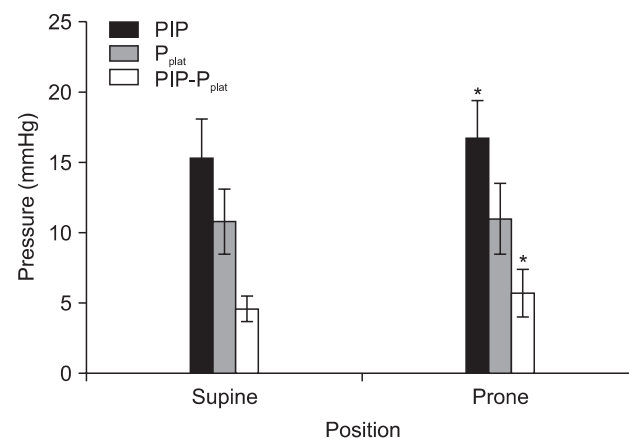 25
20
15
10
5
0
Pressure (mmHg)
PIP
Pplat
PIP-Pplat
*
*
Supine
Prone
Position